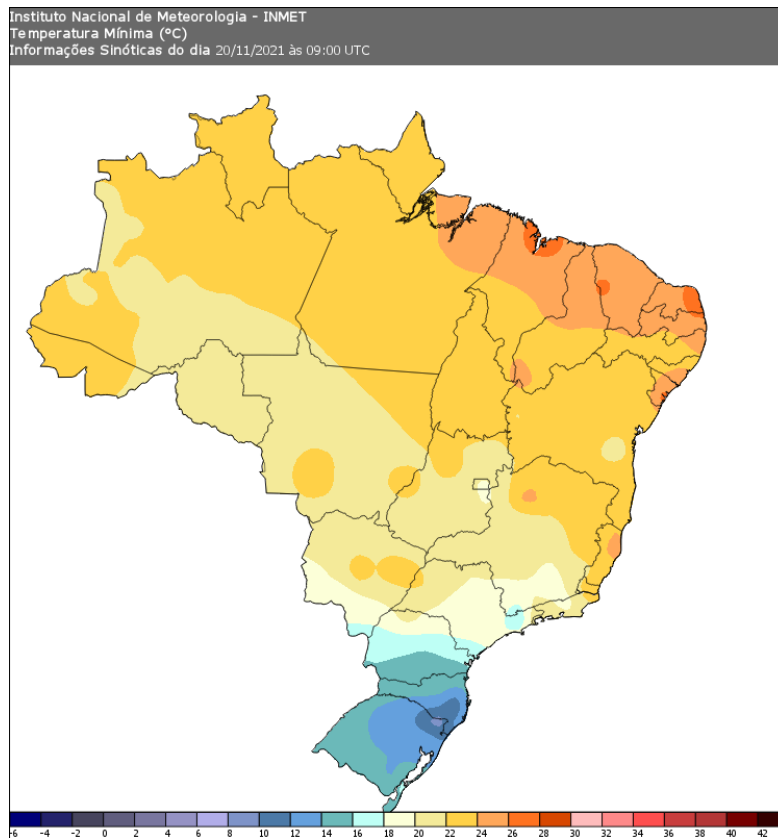 Instituto Nacional de Meteorologia - INMET
Temperatura Mínima (°C)
Informações Sinóticas do dia 20/11/2021 às 09:00 UTC
-6 -4 -2 0 2 4 6 8 10 12 14 16 18 20 22 24 26 28 30 32 34 36 38 40 42